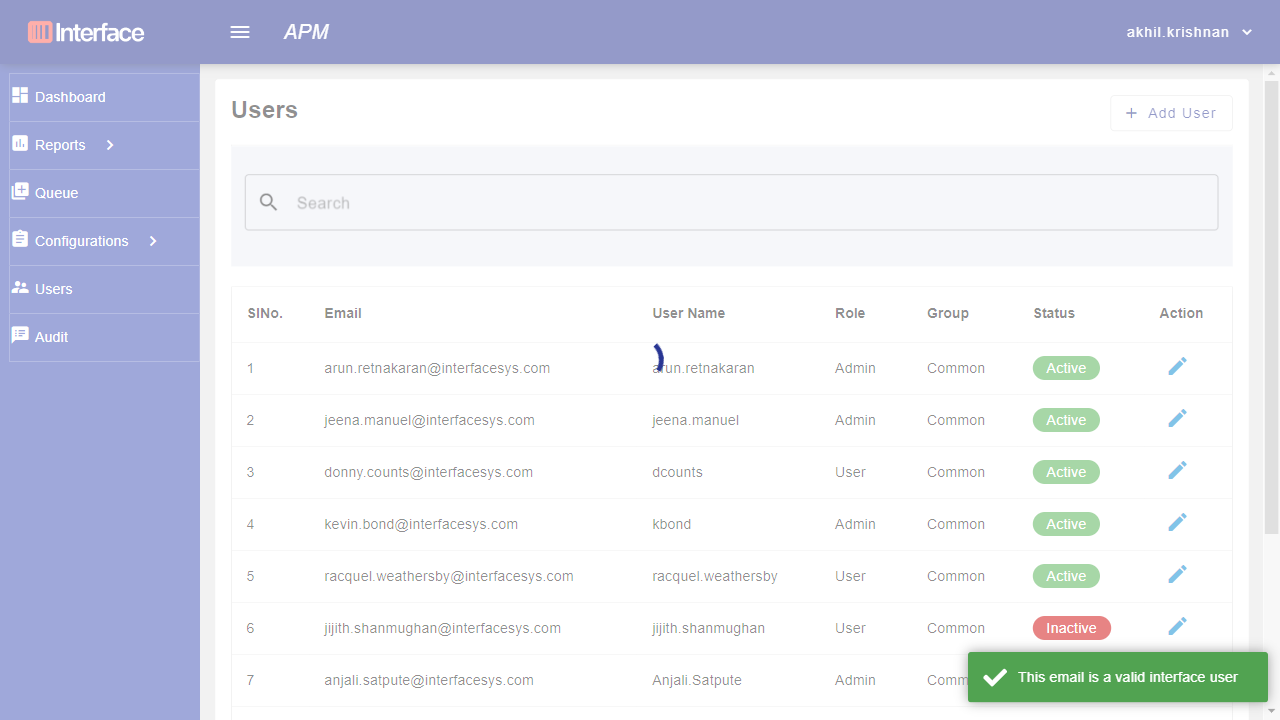 Interface
APM
akhil.krishnan
Dashboard
Reports
Queue
Configurations
Users
Audit
Users
+ Add User
Search
SlNo. Email User Name Role Group Status Action
1 arun.retnakaran@interfacesys.com arun.retnakaran Admin Common Active
2 jeena.manuel@interfacesys.com jeena.manuel Admin Common Active
3 donny.counts@interfacesys.com dcounts User Common Active
4 kevin.bond@interfacesys.com kbond Admin Common Active
5 racquel.weathersby@interfacesys.com racquel.weathersby User Common Active
6 jijith.shanmughan@interfacesys.com jijith.shanmughan User Common Inactive
7 anjali.satpute@interfacesys.com Anjali.Satpute Admin
This email is a valid interface user